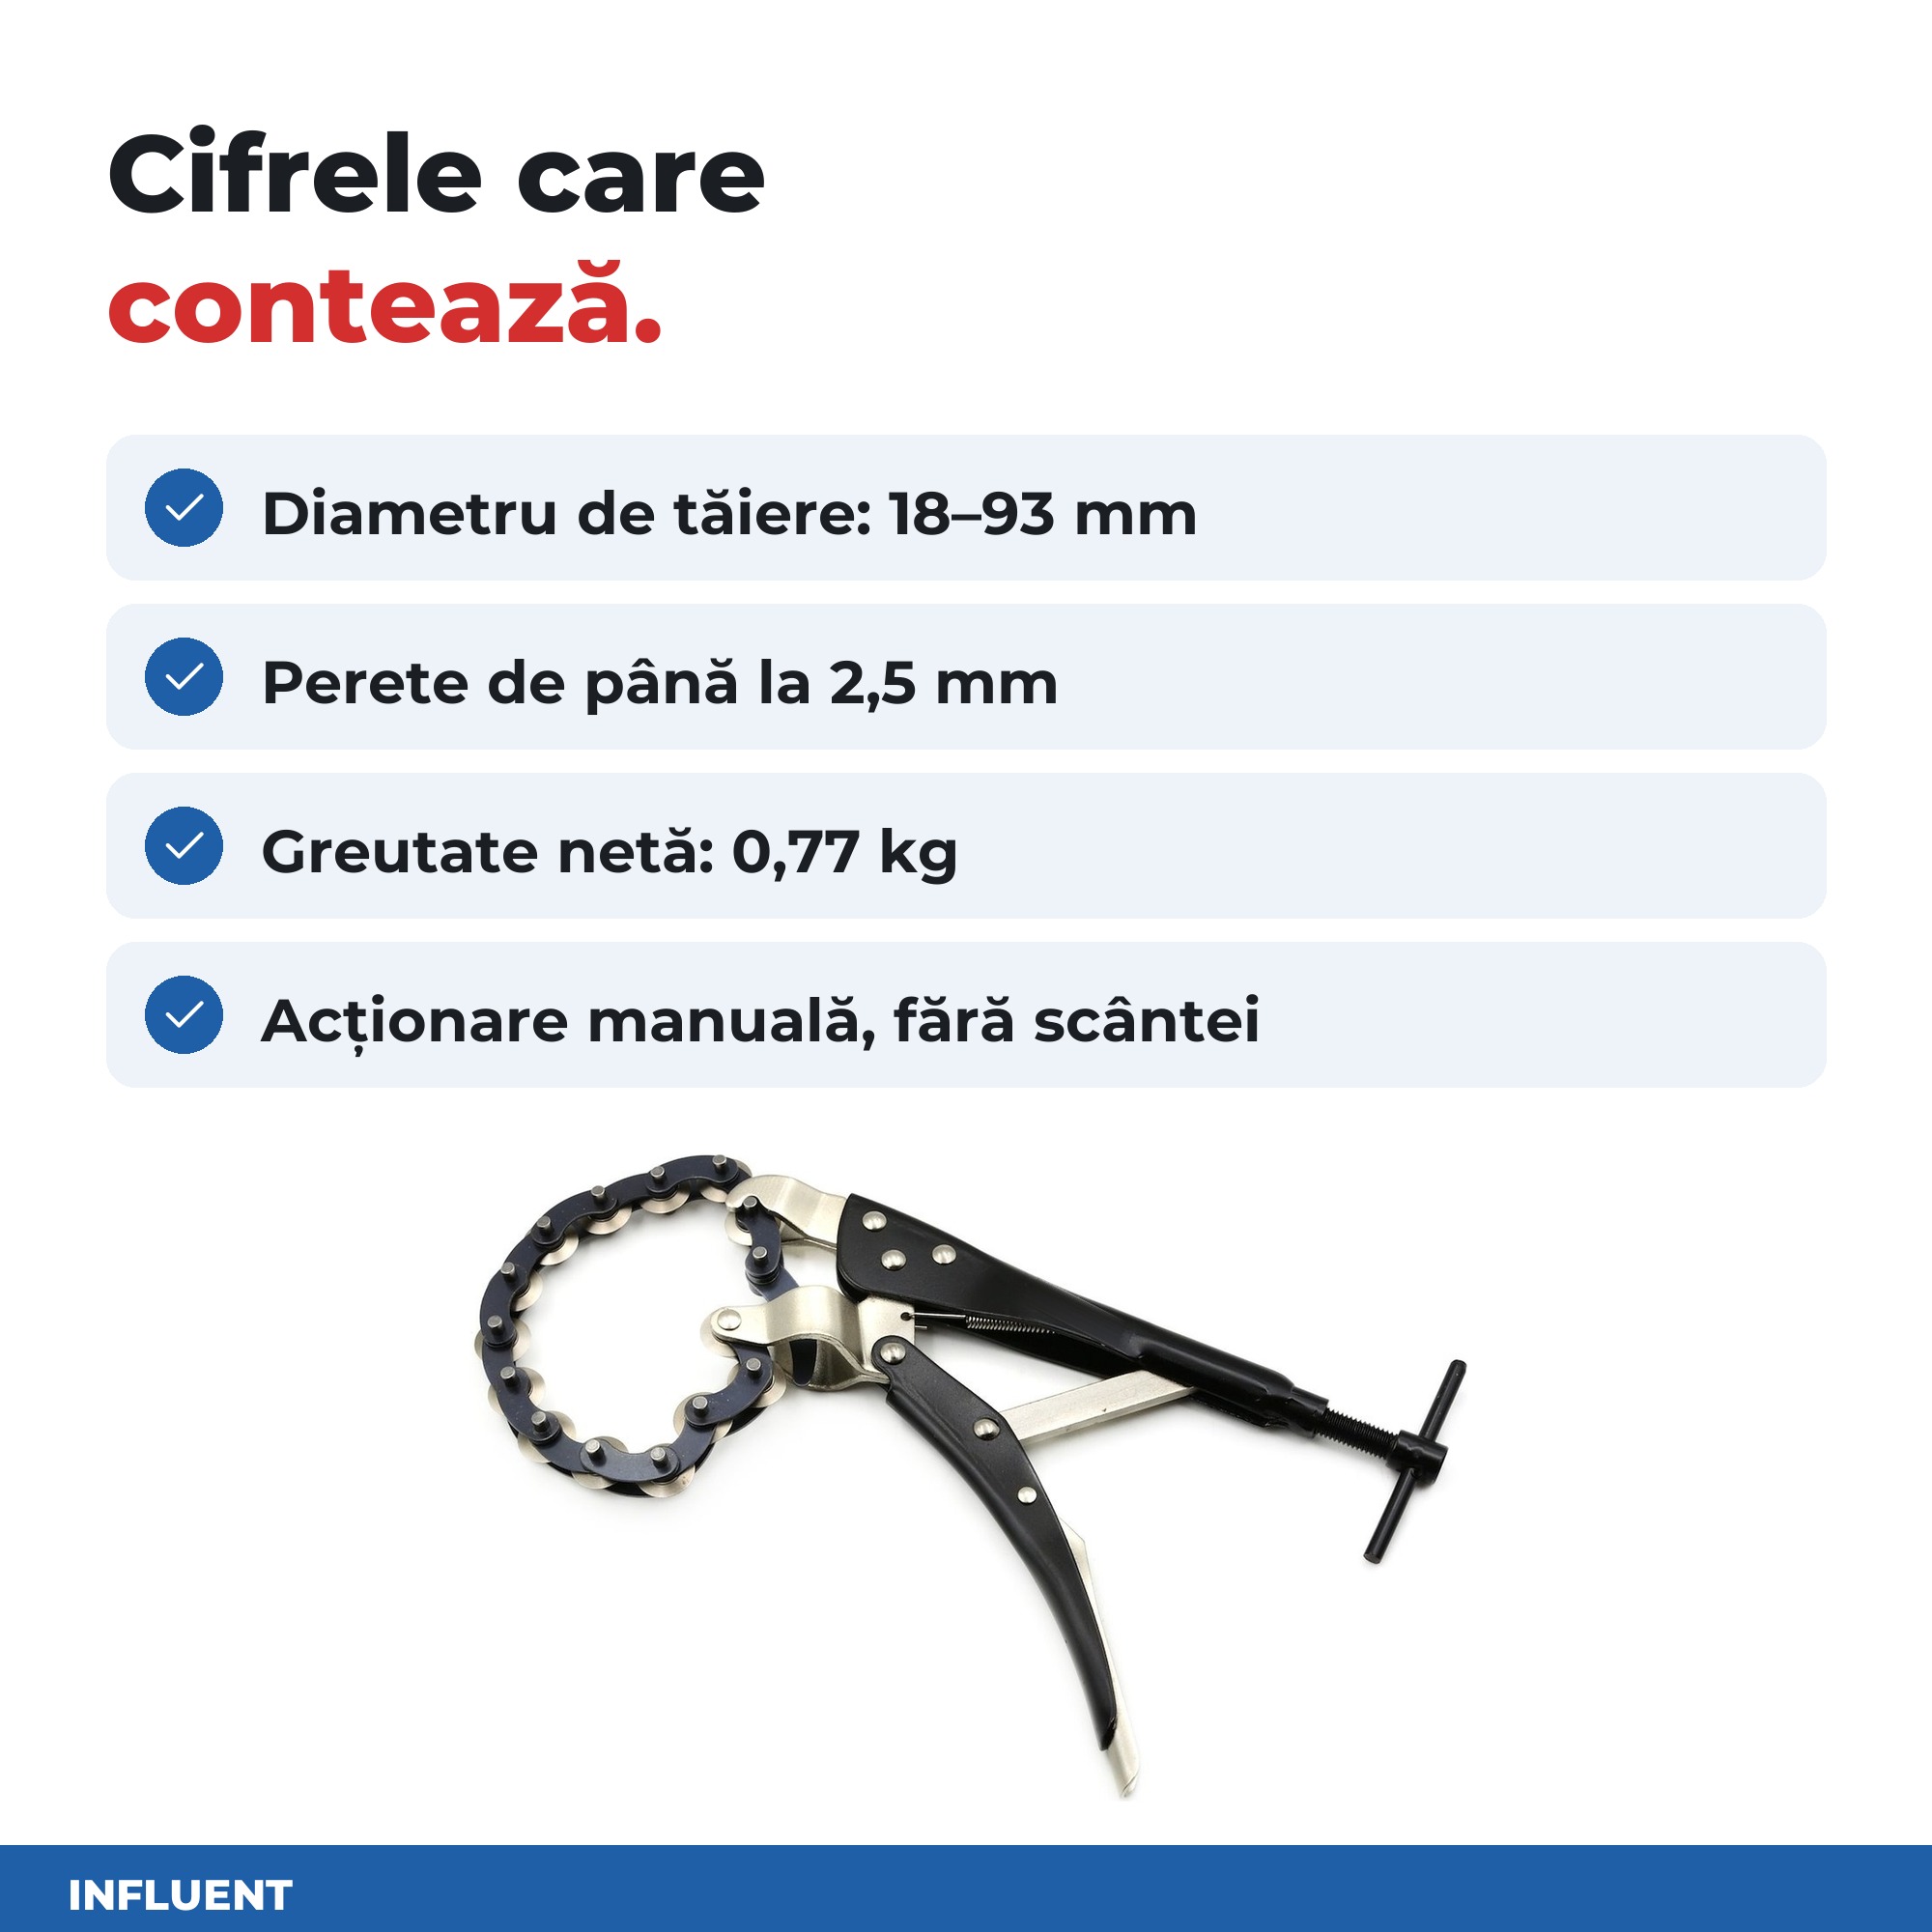 Cifrele care
contează.
Diametru de tăiere: 18–93 mm
Perete de până la 2,5 mm
Greutate netă: 0,77 kg
Acționare manuală, fără scântei
INFLUENT